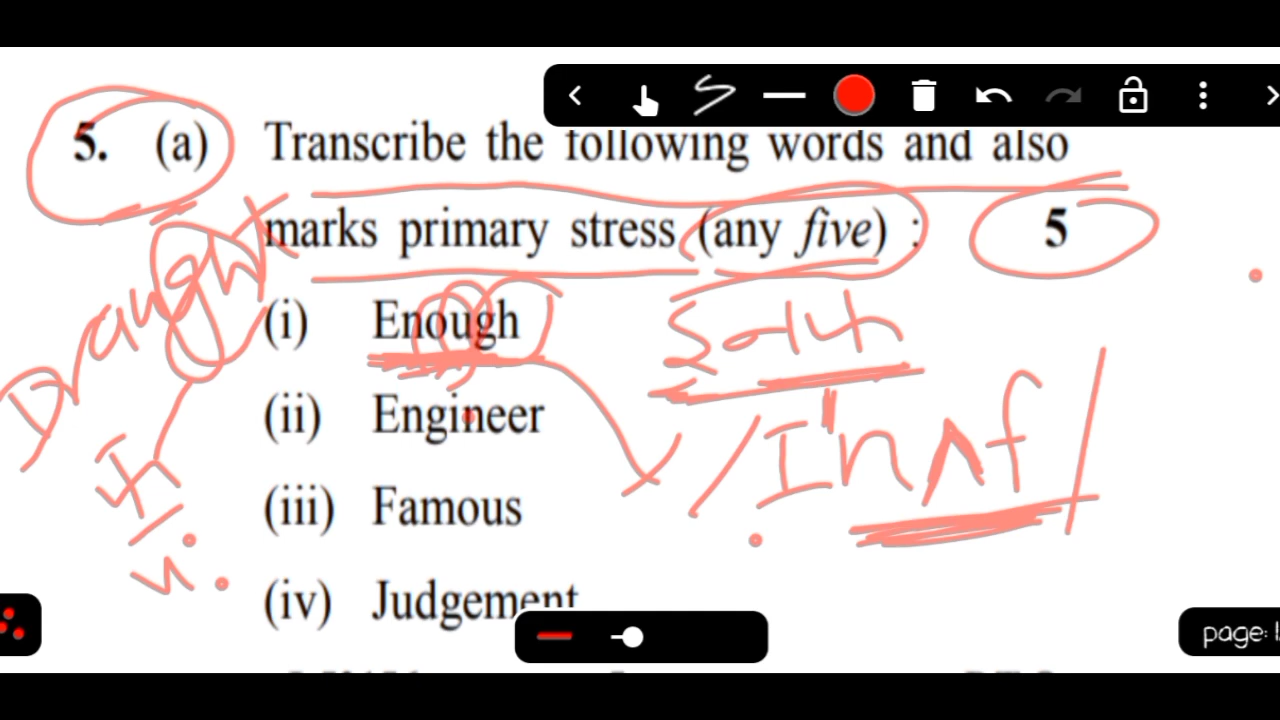 5. (a) Transcribe the following words and also
marks primary stress (any five) : 5
Draught
(i) Enough
/InΛf/
(ii) Engineer
(iii) Famous
(iv) Judgement
page: